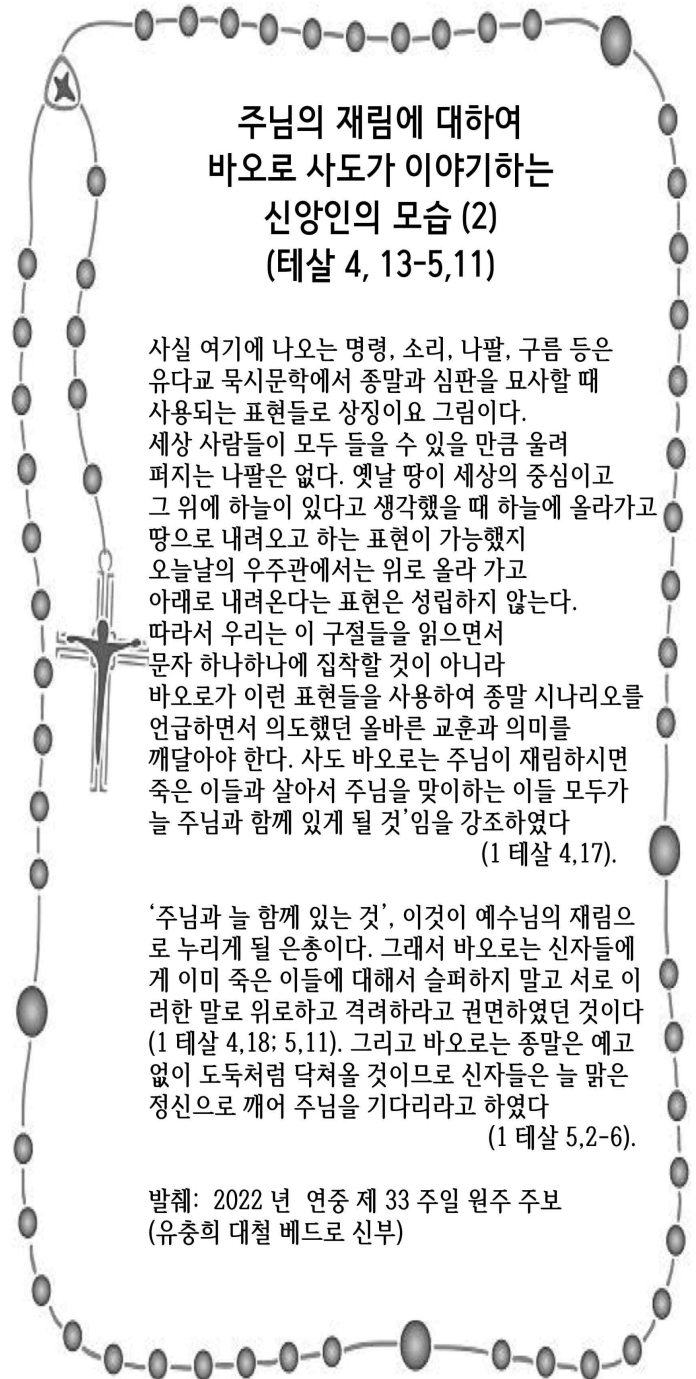 주님의 재림에 대하여
바오로 사도가 이야기하는
신앙인의 모습 (2)
(테살 4, 13-5,11)
사실 여기에 나오는 명령, 소리, 나팔, 구름 등은
유다교 묵시문학에서 종말과 심판을 묘사할 때
사용되는 표현들로 상징이요 그림이다.
세상 사람들이 모두 들을 수 있을 만큼 울려
퍼지는 나팔은 없다. 옛날 땅이 세상의 중심이고
그 위에 하늘이 있다고 생각했을 때 하늘에 올라가고
땅으로 내려오고 하는 표현이 가능했지
오늘날의 우주관에서는 위로 올라 가고
아래로 내려온다는 표현은 성립하지 않는다.
따라서 우리는 이 구절들을 읽으면서
문자 하나하나에 집착할 것이 아니라
바오로가 이런 표현들을 사용하여 종말 시나리오를
언급하면서 의도했던 올바른 교훈과 의미를
깨달아야 한다. 사도 바오로는 주님이 재림하시면
죽은 이들과 살아서 주님을 맞이하는 이들 모두가
늘 주님과 함께 있게 될 것’임을 강조하였다
(1 테살 4,17).
‘주님과 늘 함께 있는 것’, 이것이 예수님의 재림으
로 누리게 될 은총이다. 그래서 바오로는 신자들에
게 이미 죽은 이들에 대해서 슬퍼하지 말고 서로 이
러한 말로 위로하고 격려하라고 권면하였던 것이다
(1 테살 4,18; 5,11). 그리고 바오로는 종말은 예고
없이 도둑처럼 닥쳐올 것이므로 신자들은 늘 맑은
정신으로 깨어 주님을 기다리라고 하였다
(1 테살 5,2-6).
발췌: 2022 년 연중 제 33 주일 원주 주보
(유충희 대철 베드로 신부)